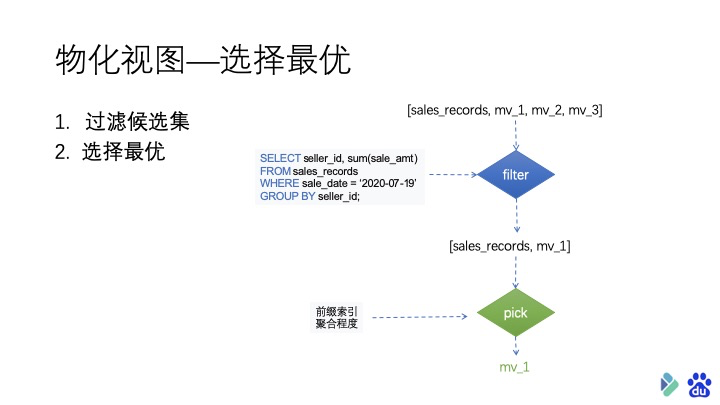 物化视图—选择最优
1. 过滤候选集
2. 选择最优
[sales_records, mv_1, mv_2, mv_3]
SELECT seller_id, sum(sale_amt)
FROM sales_records
WHERE sale_date = ‘2020-07-19’
GROUP BY seller_id;
filter
[sales_records, mv_1]
前缀索引
聚合程度
pick
mv_1
du